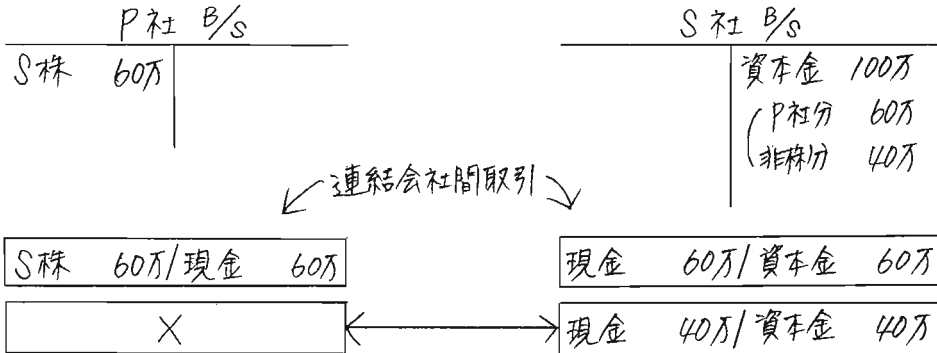 P社 B/S
S社 B/S
S株 60万
資本金 100万
P社分 60万
非株分 40万
連結会社間取引
S株 60万/現金 60万
現金 60万/資本金 60万
×
現金 40万/資本金 40万